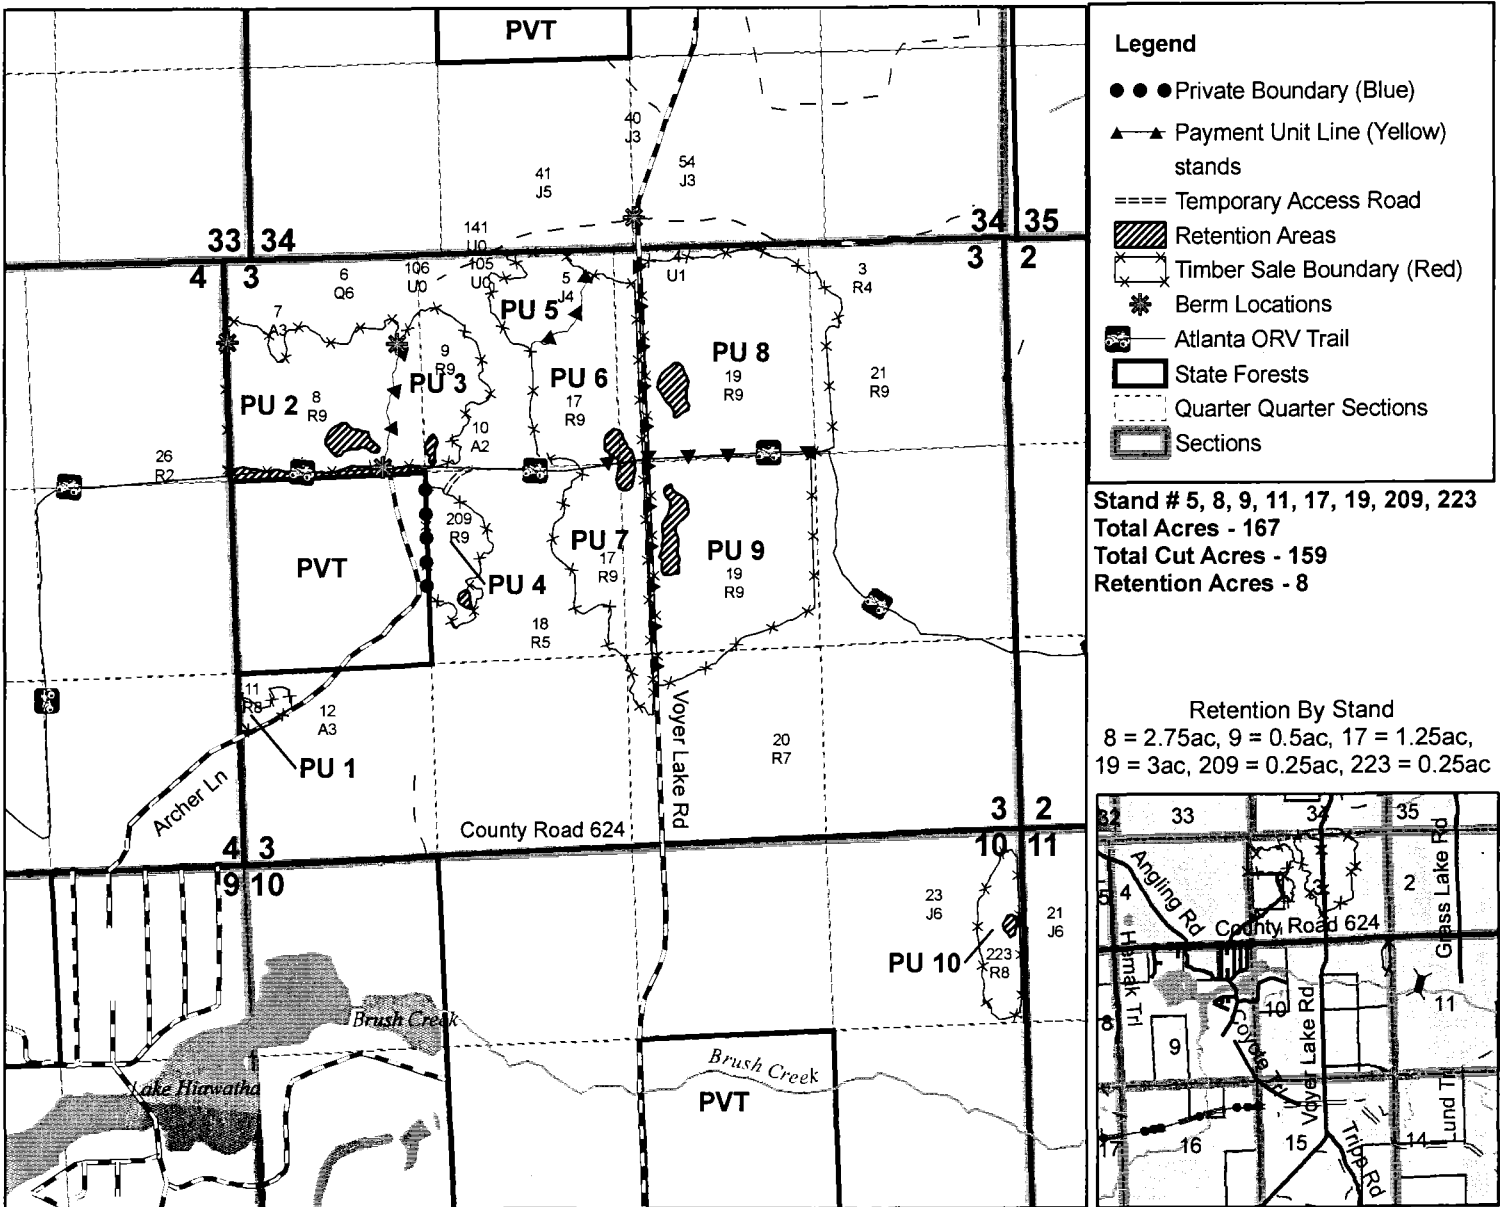 PVT
40
J3
54
J3
41
J5
141
U0
33 34
34 35
4 3
3 2
6
Q6
106
U0
105
U0
5
J4
4
U1
3
R4
7
A3
PU 5
9
R9
PU 3
PU 6
17
R9
PU 8
19
R9
21
R9
PU 2
8
R9
10
A2
26
R2
209
R9
PU 4
PU 7
17
R9
PU 9
19
R9
PVT
18
R5
11
R8
12
A3
PU 1
Archer Ln
Voyer Lake Rd
20
R7
County Road 624
4 3
9 10
3 2
10 11
23
J6
21
J6
PU 10
223
R8
Brush Creek
Lake Hiawatha
Brush Creek
PVT
Legend
Private Boundary (Blue)
Payment Unit Line (Yellow)
stands
Temporary Access Road
Retention Areas
Timber Sale Boundary (Red)
Berm Locations
Atlanta ORV Trail
State Forests
Quarter Quarter Sections
Sections
Stand # 5, 8, 9, 11, 17, 19, 209, 223
Total Acres - 167
Total Cut Acres - 159
Retention Acres - 8
Retention By Stand
8 = 2.75ac, 9 = 0.5ac, 17 = 1.25ac,
19 = 3ac, 209 = 0.25ac, 223 = 0.25ac
32 33 34 35
Angling Rd
5 4
3
2
Grass Lake Rd
County Road 624
Hamak Trl
8
9
10
11
Coyote Trl
Voyer Lake Rd
17
16
15
14
Tripp Rd